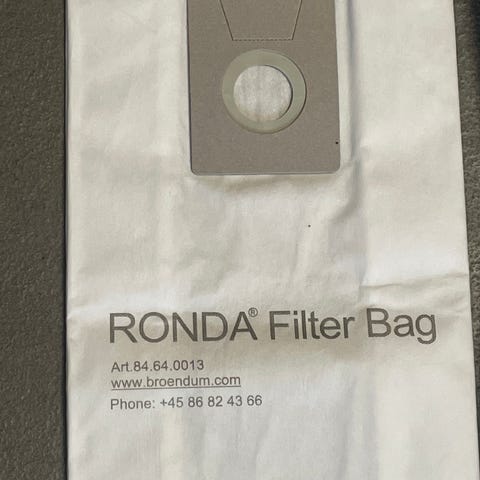 RONDA® Filter Bag
Art.84.64.0013
www.broendum.com
Phone: +45 86 82 43 66